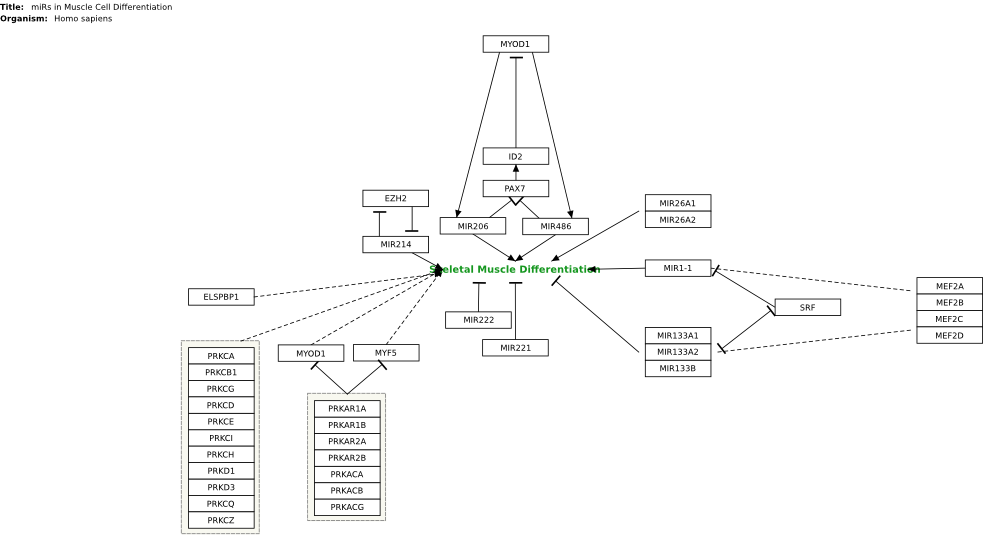 Title: miRs in Muscle Cell Differentiation
Organism: Homo sapiens
MYOD1
ID2
PAX7
EZH2
MIR206
MIR486
MIR214
MIR26A1
MIR26A2
Skeletal Muscle Differentiation
MIR1-1
ELSPBP1
MEF2A
MEF2B
MEF2C
MEF2D
SRF
MIR222
MIR221
MIR133A1
MIR133A2
MIR133B
MYOD1
MYF5
PRKCA
PRKCB1
PRKCG
PRKCD
PRKCE
PRKCI
PRKCH
PRKD1
PRKD3
PRKCQ
PRKCZ
PRKAR1A
PRKAR1B
PRKAR2A
PRKAR2B
PRKACA
PRKACB
PRKACG